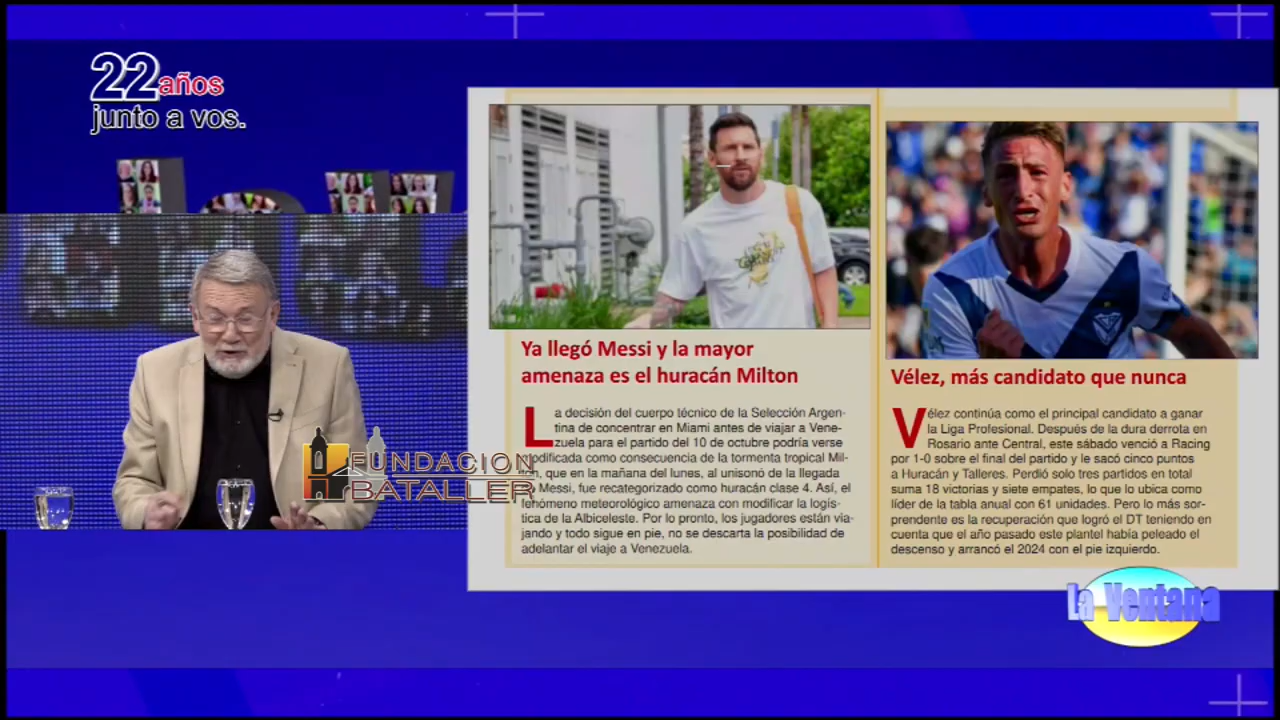 22 años
junto a vos.
Ya llegó Messi y la mayor
amenaza es el huracán Milton
La decisión del cuerpo técnico de la Selección Argen-
tina de concentrar en Miami antes de viajar a Vene-
zuela para el partido del 10 de octubre podría verse
modificada como consecuencia de la tormenta tropical Mil-
ton, que en la mañana del lunes, al unisonó de la llegada
de Messi, fue recategorizado como huracán clase 4. Así, el
fenómeno meteorológico amenaza con modificar la logís-
tica de la Albiceleste. Por lo pronto, los jugadores están via-
jando y todo sigue en pie, no se descarta la posibilidad de
adelantar el viaje a Venezuela.
Vélez, más candidato que nunca
Vélez continúa como el principal candidato a ganar
la Liga Profesional. Después de la dura derrota en
Rosario ante Central, este sábado venció a Racing
por 1-0 sobre el final del partido y le sacó cinco puntos
a Huracán y Talleres. Perdió solo tres partidos en total
suma 18 victorias y siete empates, lo que lo ubica como
líder de la tabla anual con 61 unidades. Pero lo más sor-
prendente es la recuperación que logró el DT teniendo en
cuenta que el año pasado este plantel había peleado el
descenso y arrancó el 2024 con el pie izquierdo.
FUNDACION
BATALLER
La Ventana